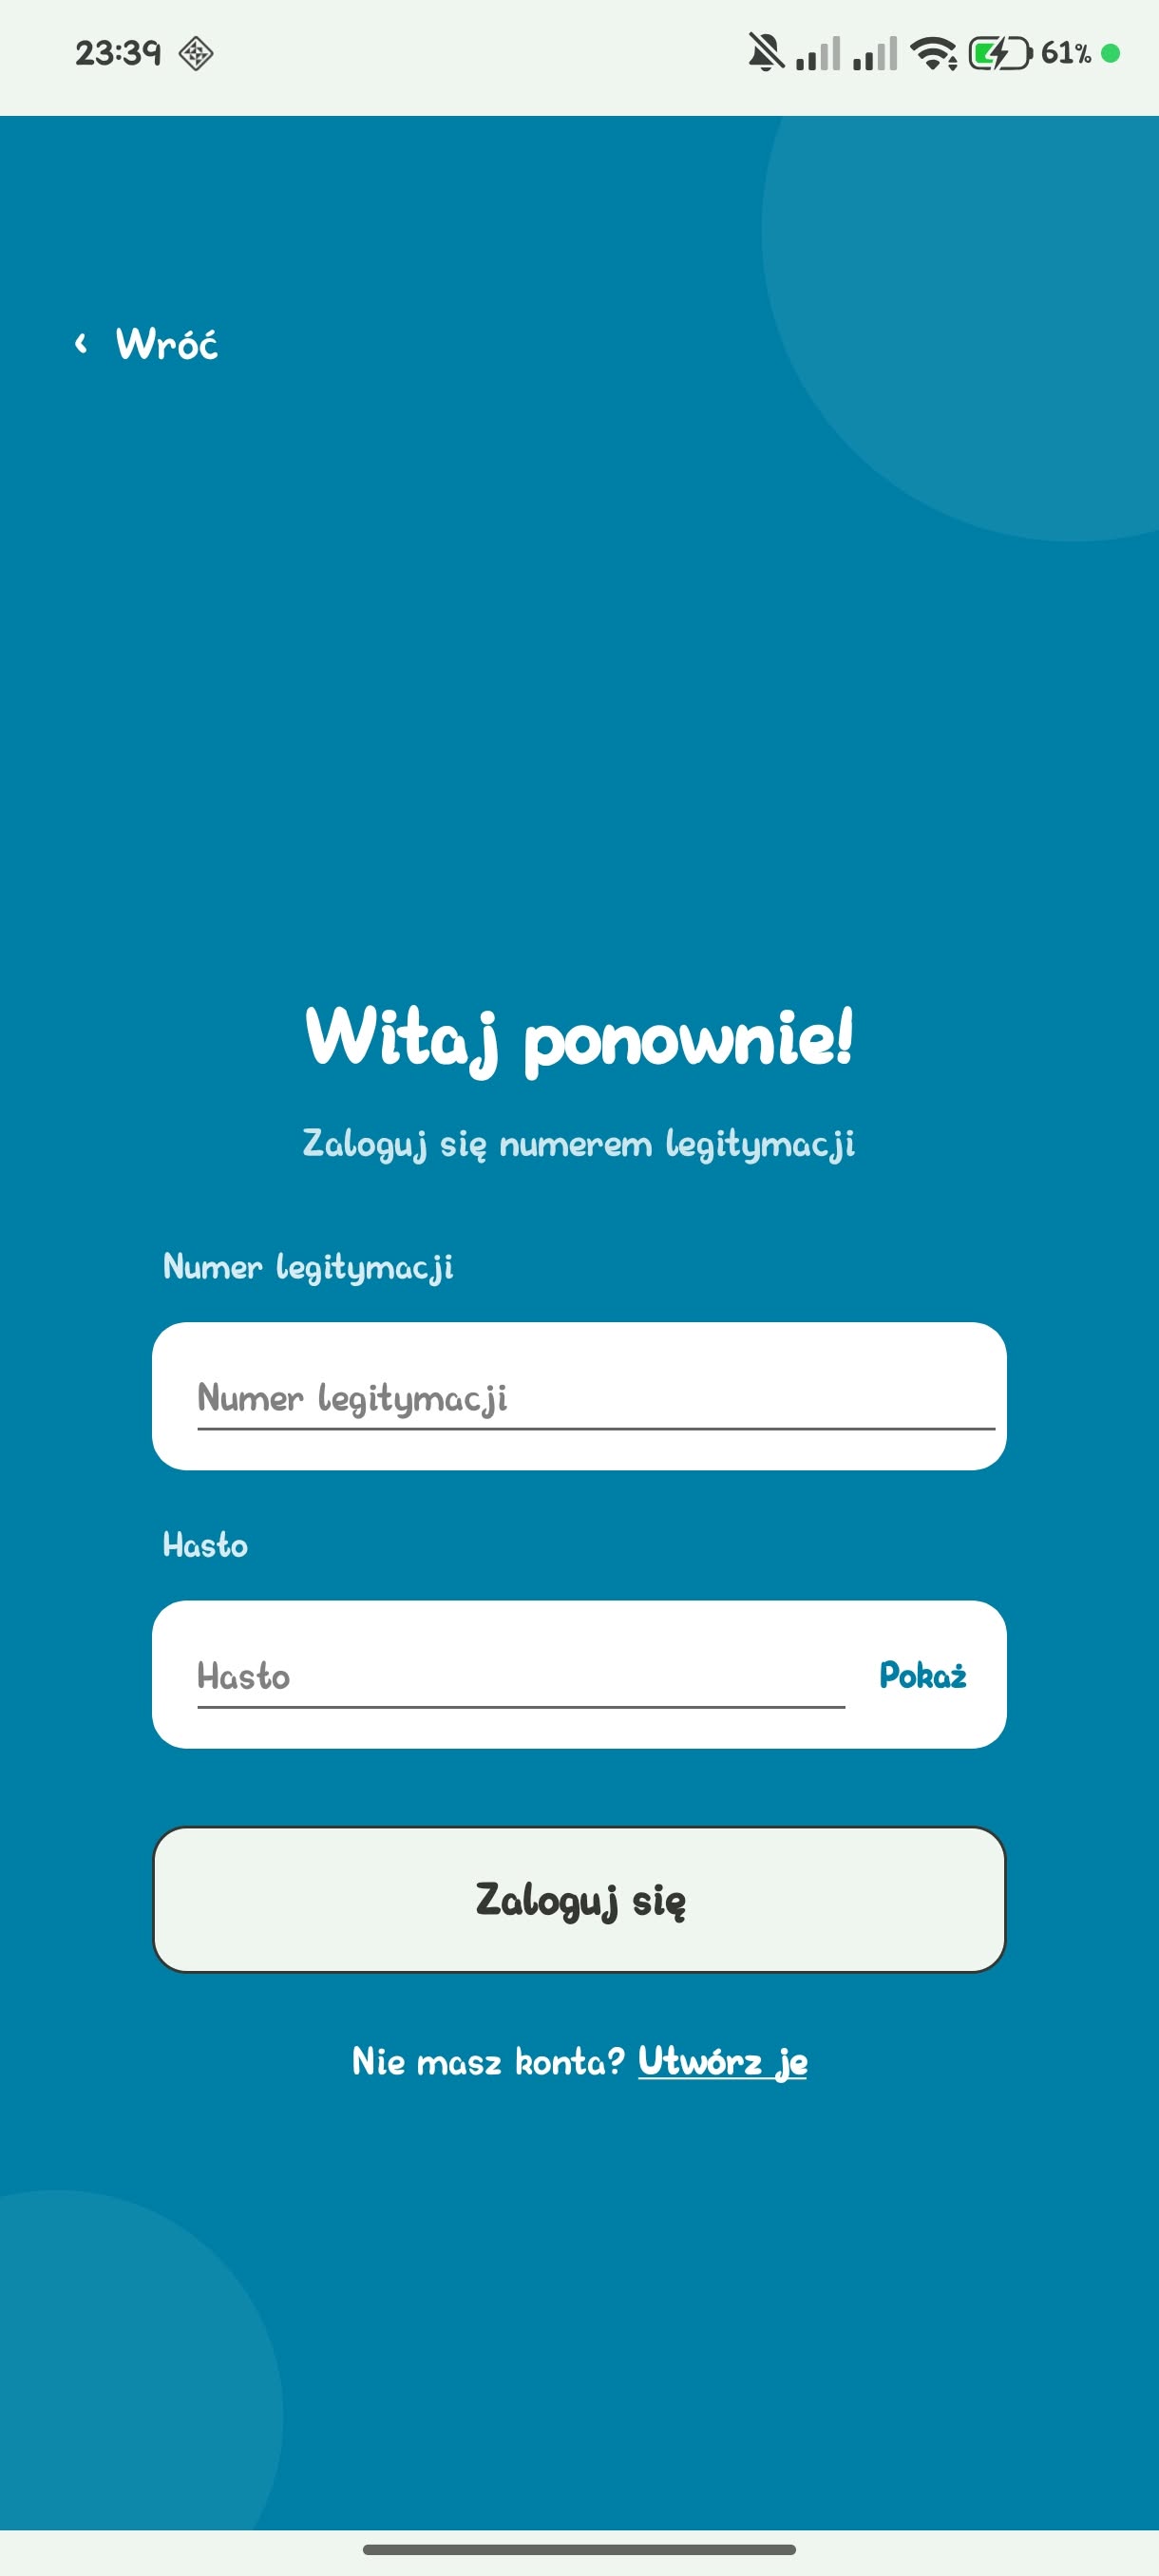 23:39
61%
‹ Wróć
Witaj ponownie!
Zaloguj się numerem legitymacji
Numer legitymacji
Numer legitymacji
Hasło
Hasło
Pokaż
Zaloguj się
Nie masz konta? Utwórz je